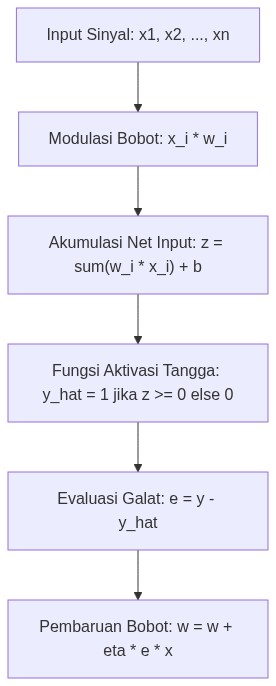 Input Sinyal: x1, x2, ..., xn
Modulasi Bobot: x_i * w_i
Akumulasi Net Input: z =
sum(w_i * x_i) + b
Fungsi Aktivasi Tangga:
y_hat = 1 jika z >= 0 else 0
Evaluasi Galat: e = y -
y_hat
Pembaruan Bobot: w = w +
eta * e * x